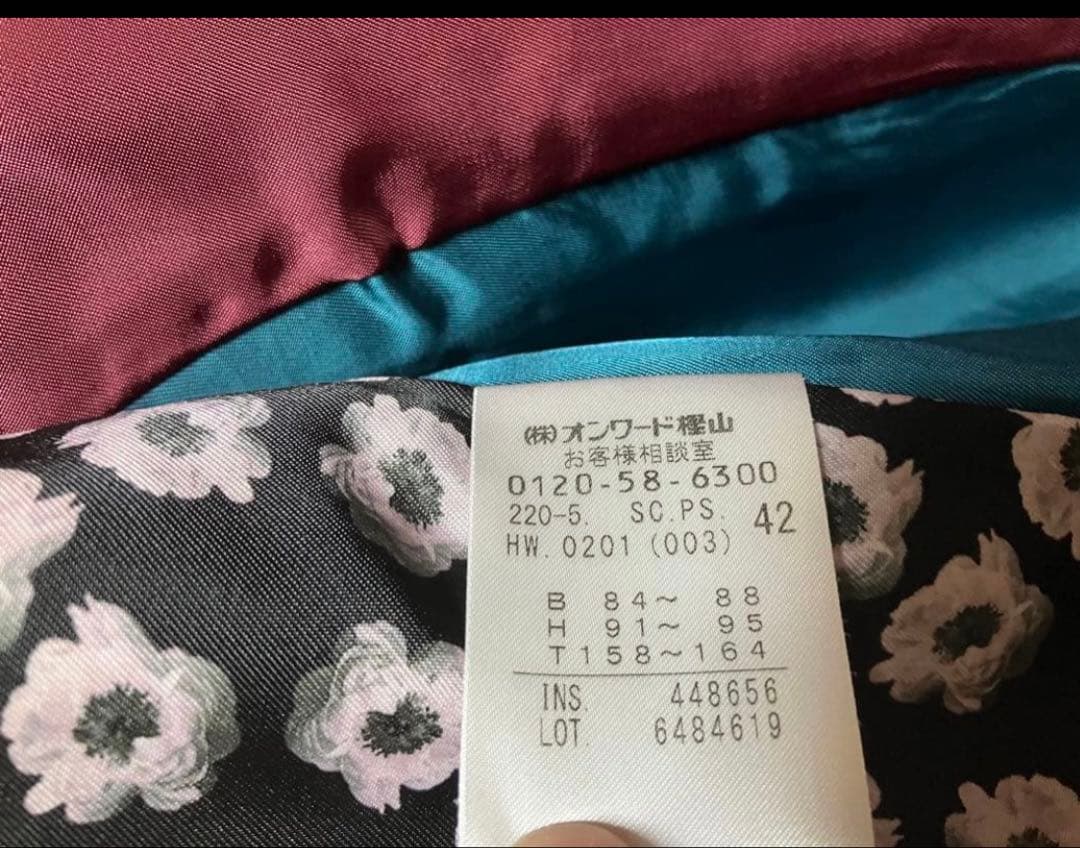 (株)オンワード樫山
お客様相談室
0120-58-6300
220-5. SC.PS. 42
HW. 0201 (003)
B 84～ 88
H 91～ 95
T158～164
INS. 448656
LOT. 6484619